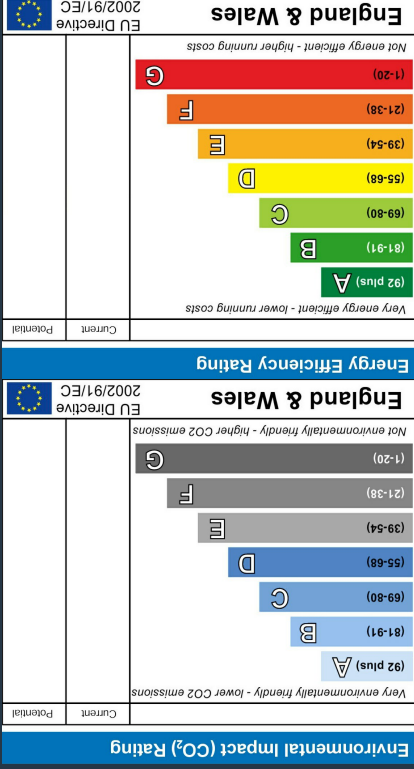 Environmental Impact (CO₂) Rating
Current Potential
Very environmentally friendly - lower CO2 emissions
(92 plus) A
(81-91) B
(69-80) C
(55-68) D
(39-54) E
(21-38) F
(1-20) G
Not environmentally friendly - higher CO2 emissions
England & Wales
EU Directive
2002/91/EC
Energy Efficiency Rating
Current Potential
Very energy efficient - lower running costs
(92 plus) A
(81-91) B
(69-80) C
(55-68) D
(39-54) E
(21-38) F
(1-20) G
Not energy efficient - higher running costs
England & Wales
EU Directive
2002/91/EC